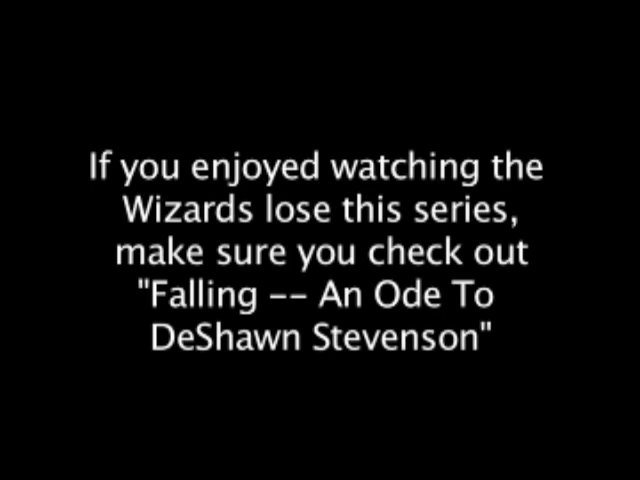 If you enjoyed watching the
Wizards lose this series,
make sure you check out
"Falling -- An Ode To
DeShawn Stevenson"